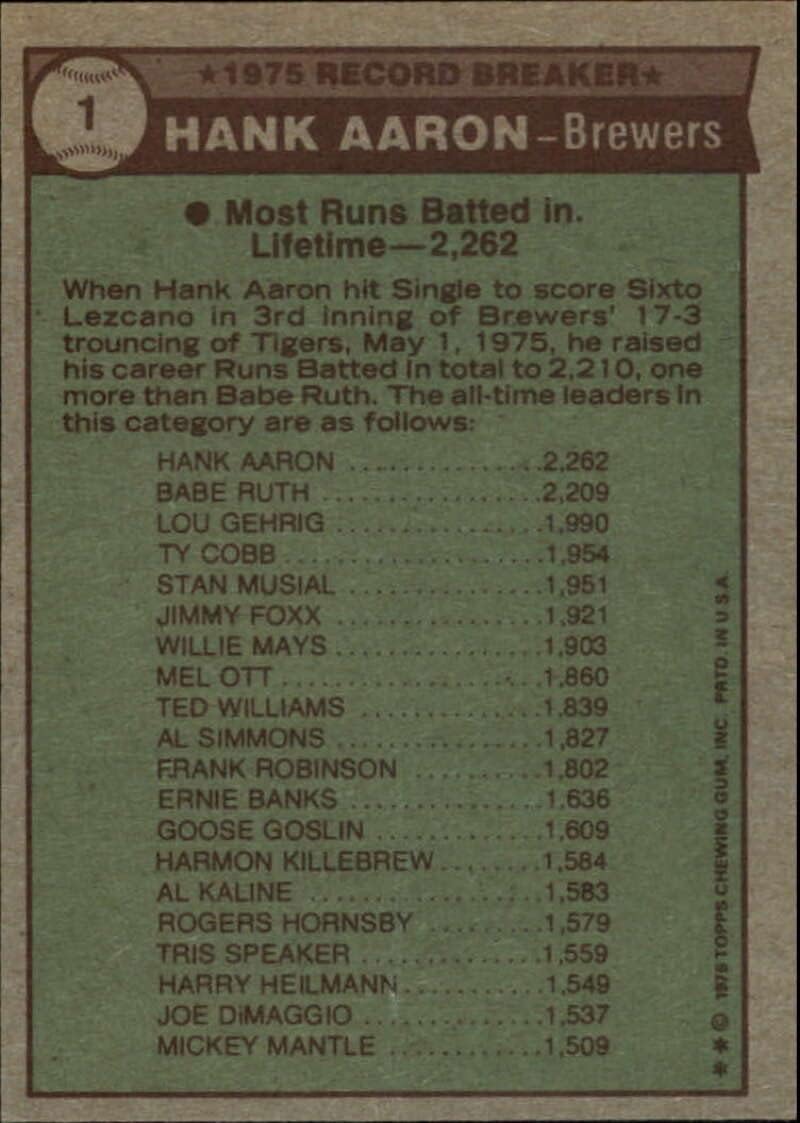 1
★1975 RECORD BREAKER★
HANK AARON–Brewers
● Most Runs Batted in.
Lifetime—2,262
When Hank Aaron hit Single to score Sixto
Lezcano in 3rd inning of Brewers' 17-3
trouncing of Tigers, May 1, 1975, he raised
his career Runs Batted in total to 2,210, one
more than Babe Ruth. The all-time leaders in
this category are as follows:
HANK AARON ..............2,262
BABE RUTH ................2,209
LOU GEHRIG ...............1,990
TY COBB ...................1,954
STAN MUSIAL ..............1,951
JIMMY FOXX ...............1,921
WILLIE MAYS ...............1,903
MEL OTT ...................1,860
TED WILLIAMS .............1,839
AL SIMMONS ...............1,827
FRANK ROBINSON .........1,802
ERNIE BANKS ..............1,636
GOOSE GOSLIN ............1,609
HARMON KILLEBREW .......1,584
AL KALINE .................1,583
ROGERS HORNSBY .........1,579
TRIS SPEAKER .............1,559
HARRY HEILMANN ..........1,549
JOE DiMAGGIO .............1,537
MICKEY MANTLE ...........1,509
✱✱© 1976 TOPPS CHEWING GUM, INC. PRTD. IN U.S.A.